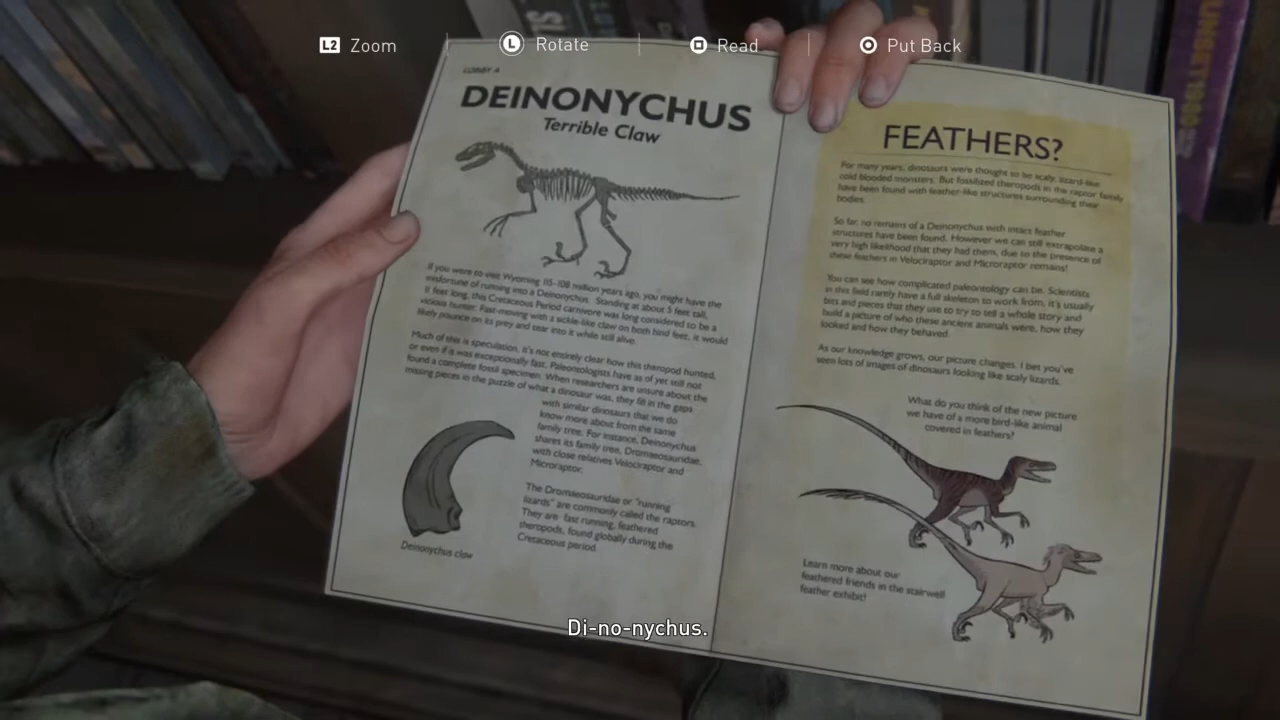 L2 Zoom
L Rotate
Read
Put Back
LOBBY A
DEINONYCHUS
Terrible Claw
If you were to visit Wyoming 115-108 million years ago, you might have the
misfortune of running into a Deinonychus. Standing at about 5 feet tall,
11 feet long, this Cretaceous Period carnivore was long considered to be a
vicious hunter. Fast-moving with a sickle-like claw on both hind feet, it would
likely pounce on its prey and tear into it while still alive.
Much of this is speculation, it's not entirely clear how this theropod hunted,
or even if it was exceptionally fast. Paleontologists have as of yet still not
found a complete fossil specimen. When researchers are unsure about the
missing pieces in the puzzle of what a dinosaur was, they fill in the gaps
with similar dinosaurs that we do
know more about from the same
family tree. For instance, Deinonychus
shares its family tree, Dromaeosauridae,
with close relatives Velociraptor and
Microraptor.
The Dromaeosauridae or "running
lizards" are commonly called the raptors.
They are fast running, feathered
theropods, found globally during the
Cretaceous period.
Deinonychus claw
FEATHERS?
For many years, dinosaurs were thought to be scaly, lizard-like
cold blooded monsters. But fossilized theropods in the raptor family
have been found with feather-like structures surrounding their
bodies.
So far, no remains of a Deinonychus with intact feather
structures have been found. However we can still extrapolate a
very high likelihood that they had them, due to the presence of
these feathers in Velociraptor and Microraptor remains!
You can see how complicated paleontology can be. Scientists
in this field rarely have a full skeleton to work from, it's usually
bits and pieces that they use to try to tell a whole story and
build a picture of who these ancient animals were, how they
looked and how they behaved.
As our knowledge grows, our picture changes. I bet you've
seen lots of images of dinosaurs looking like scaly lizards.
What do you think of the new picture
we have of a more bird-like animal
covered in feathers?
Learn more about our
feathered friends in the stairwell
feather exhibit!
Di-no-nychus.